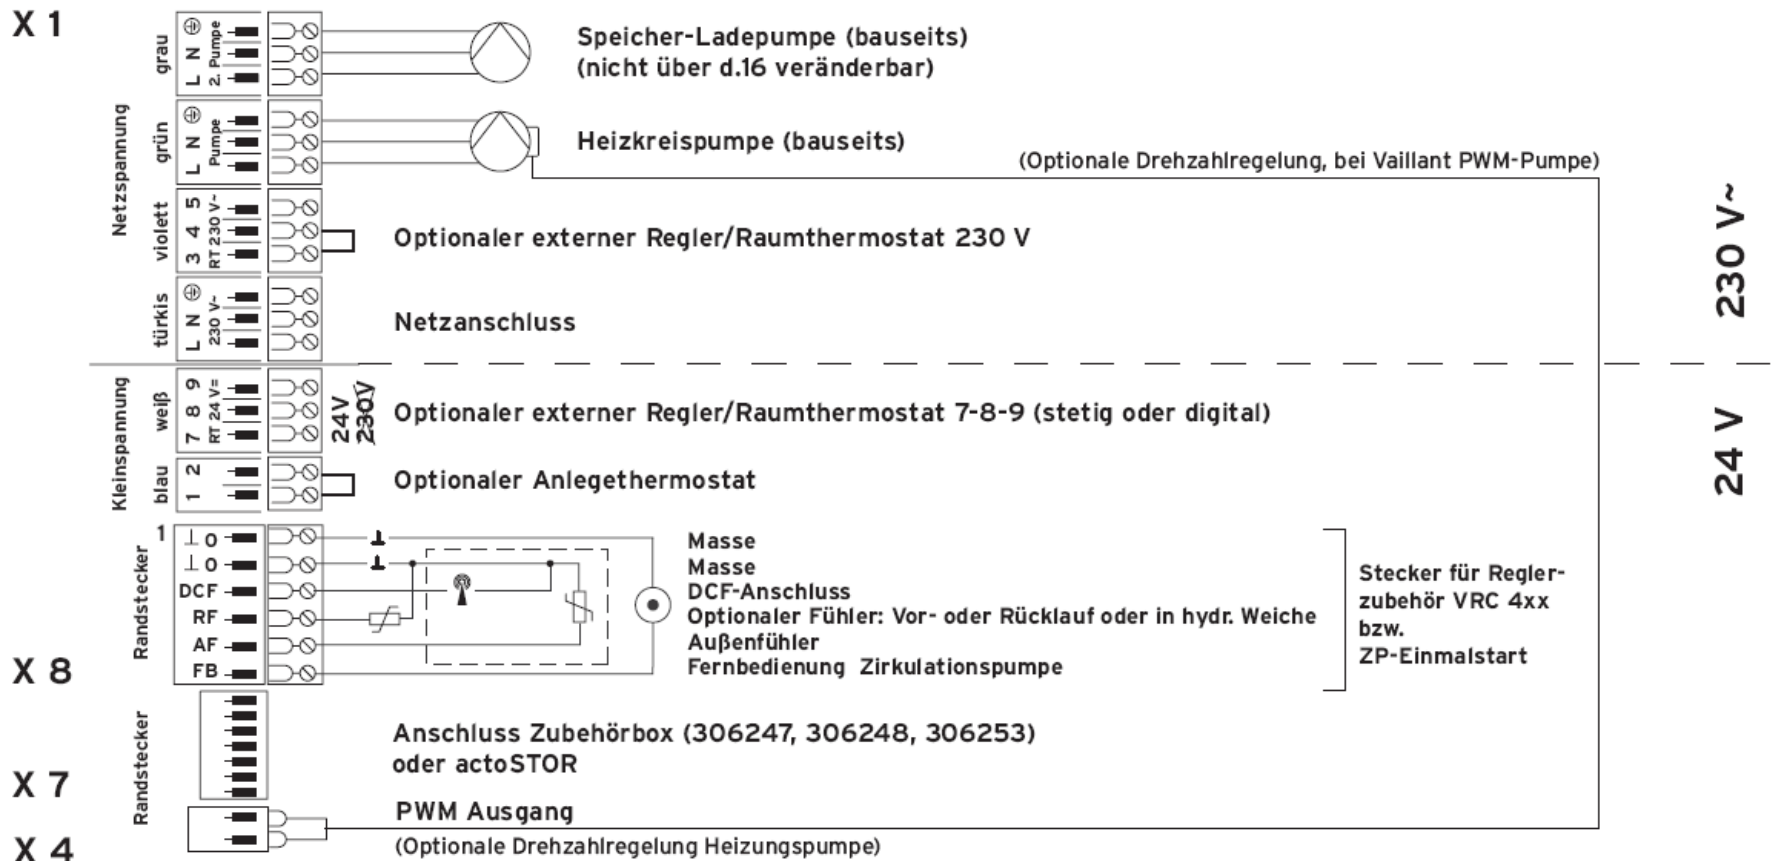 X 1
Netzspannung
grau
L N
2. Pumpe
Speicher-Ladepumpe (bauseits)
(nicht über d.16 veränderbar)
grün
L N
Pumpe
Heizkreispumpe (bauseits)
(Optionale Drehzahlregelung, bei Vaillant PWM-Pumpe)
violett
3 4 5
RT 230 V~
Optionaler externer Regler/Raumthermostat 230 V
230 V~
türkis
L N
230 V~
Netzanschluss
Kleinspannung
weiß
7 8 9
RT 24 V=
24V
230V
Optionaler externer Regler/Raumthermostat 7-8-9 (stetig oder digital)
24 V
blau
1 2
Optionaler Anlegethermostat
X 8
Randstecker
1
⊥ O
⊥ O
DCF
RF
AF
FB
Masse
Masse
DCF-Anschluss
Optionaler Fühler: Vor- oder Rücklauf oder in hydr. Weiche
Außenfühler
Fernbedienung Zirkulationspumpe
Stecker für Regler-
zubehör VRC 4xx
bzw.
ZP-Einmalstart
X 7
Randstecker
Anschluss Zubehörbox (306247, 306248, 306253)
oder actoSTOR
X 4
PWM Ausgang
(Optionale Drehzahlregelung Heizungspumpe)